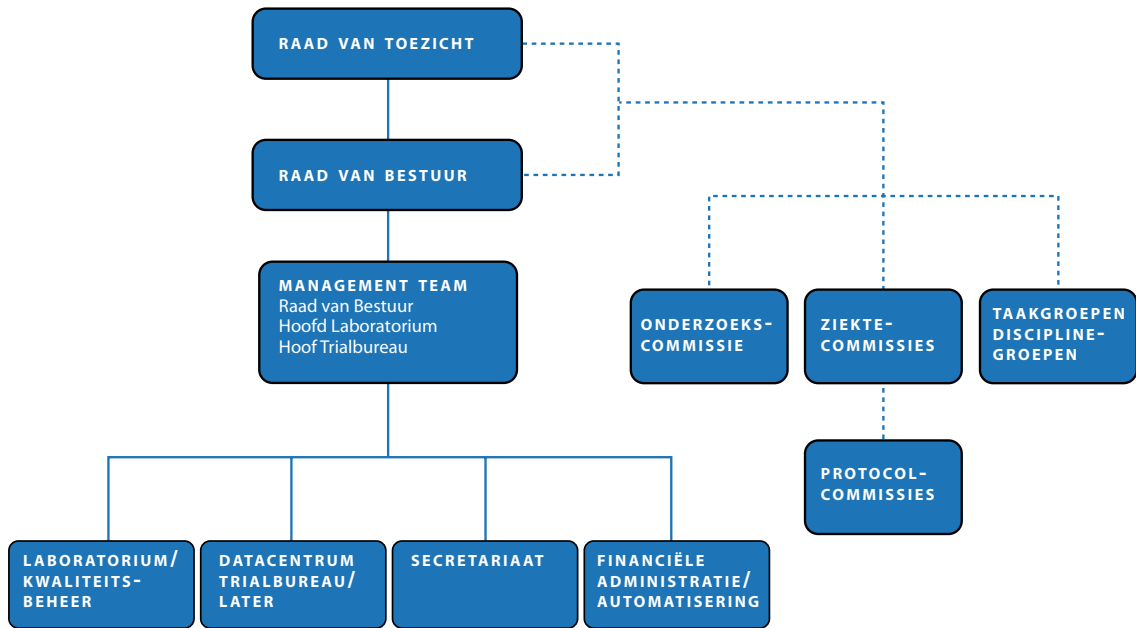 RAAD VAN TOEZICHT
RAAD VAN BESTUUR
MANAGEMENT TEAM
Raad van Bestuur
Hoofd Laboratorium
Hoof Trialbureau
ONDERZOEKS-
COMMISSIE
ZIEKTE-
COMMISSIES
TAAKGROEPEN
DISCIPLINE-
GROEPEN
PROTOCOL-
COMMISSIES
LABORATORIUM/
KWALITEITS-
BEHEER
DATACENTRUM
TRIALBUREAU/
LATER
SECRETARIAAT
FINANCIËLE
ADMINISTRATIE/
AUTOMATISERING